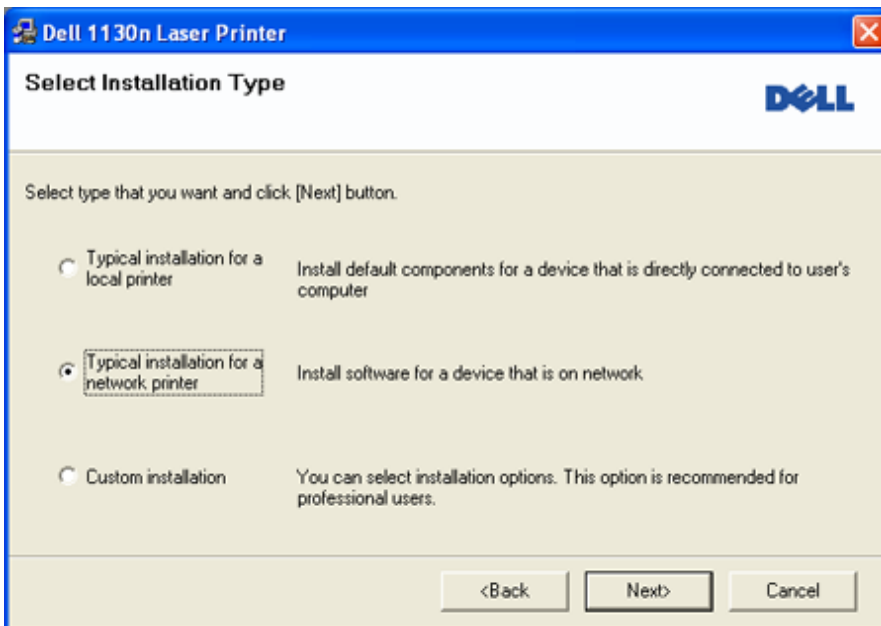 Dell 1130n Laser Printer
Select Installation Type
DELL
Select type that you want and click [Next] button.
Typical installation for a
local printer
Install default components for a device that is directly connected to user's
computer
Typical installation for a
network printer
Install software for a device that is on network
Custom installation
You can select installation options. This option is recommended for
professional users.
<Back
Next>
Cancel